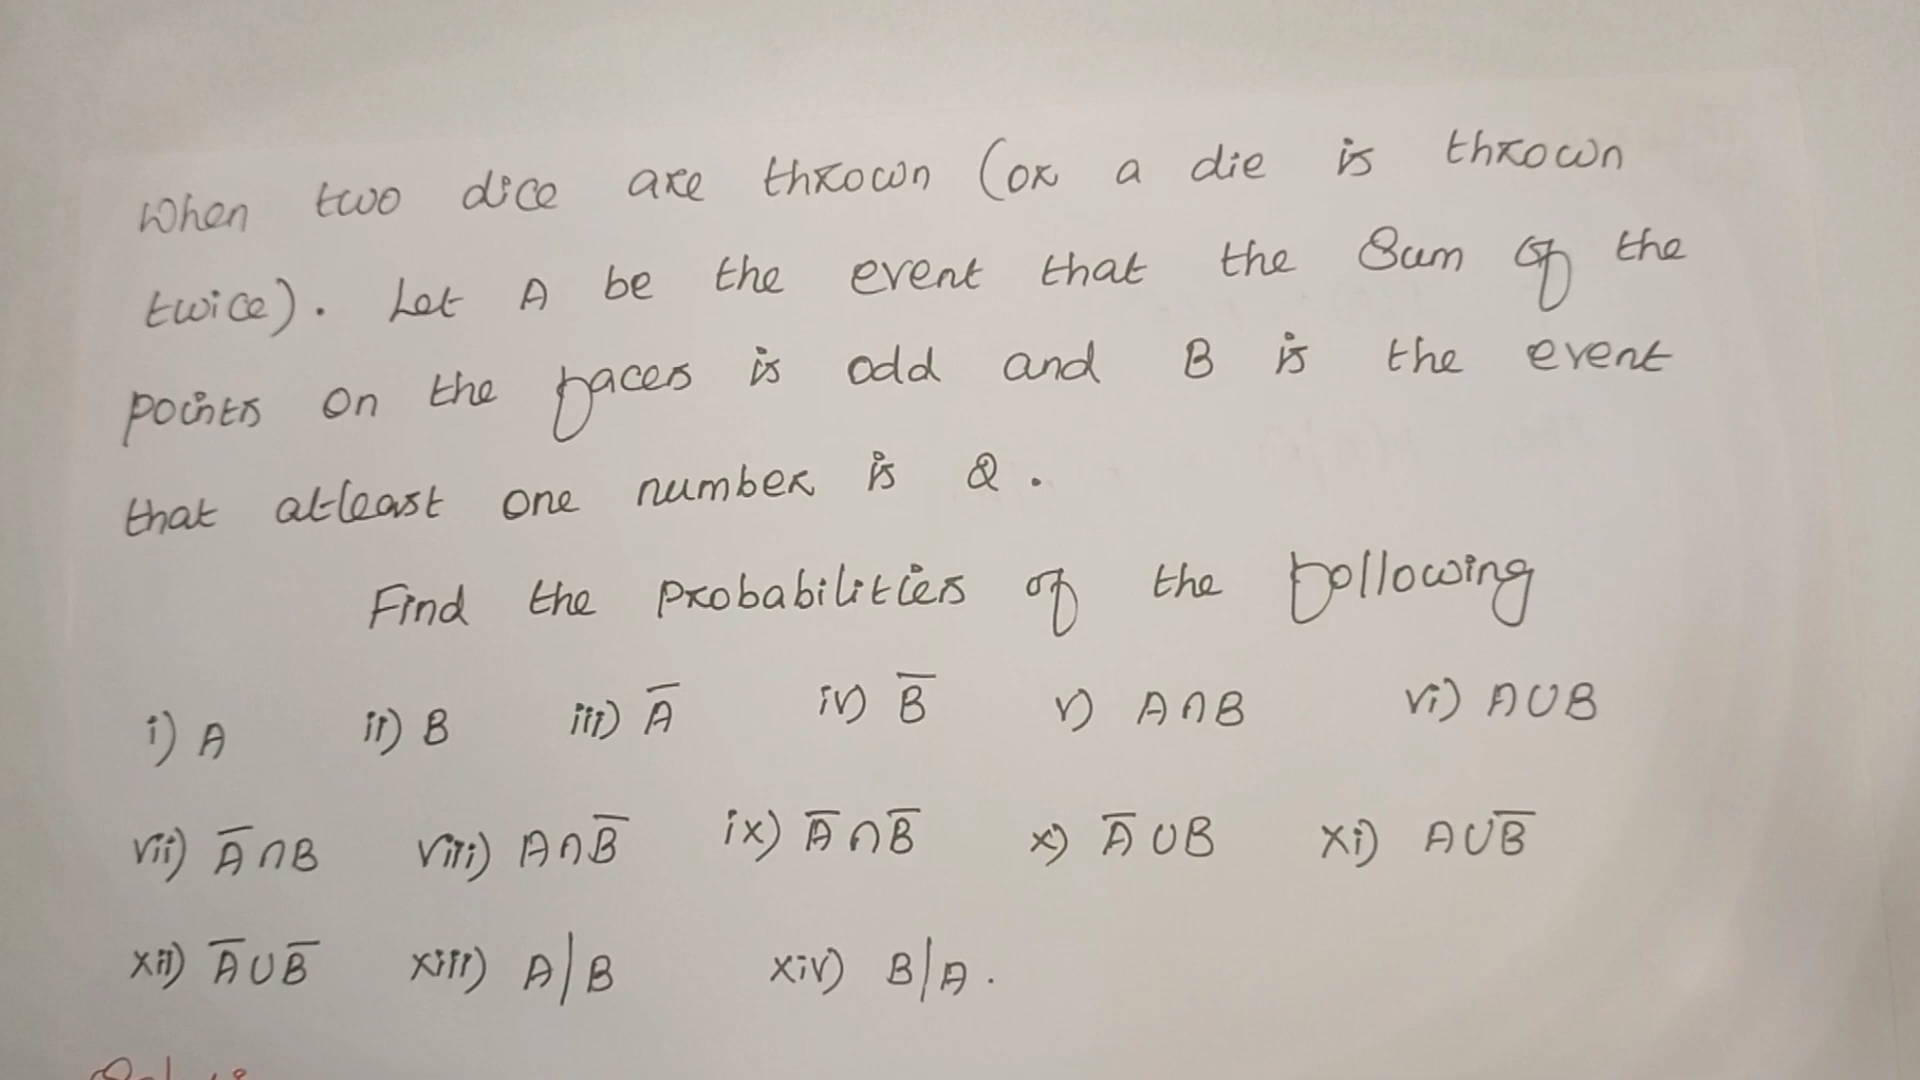 When two dice are thrown (or a die is thrown
twice). Let A be the event that the Sum of the
points on the faces is odd and B is the event
that atleast one number is 2.
Find the probabilities of the following
i) A ii) B iii) A̅ iv) B̅ v) A∩B vi) A∪B
vii) A̅∩B viii) A∩B̅ ix) A̅∩B̅ x) A̅∪B xi) A∪B̅
xii) A̅∪B̅ xiii) A|B xiv) B|A.